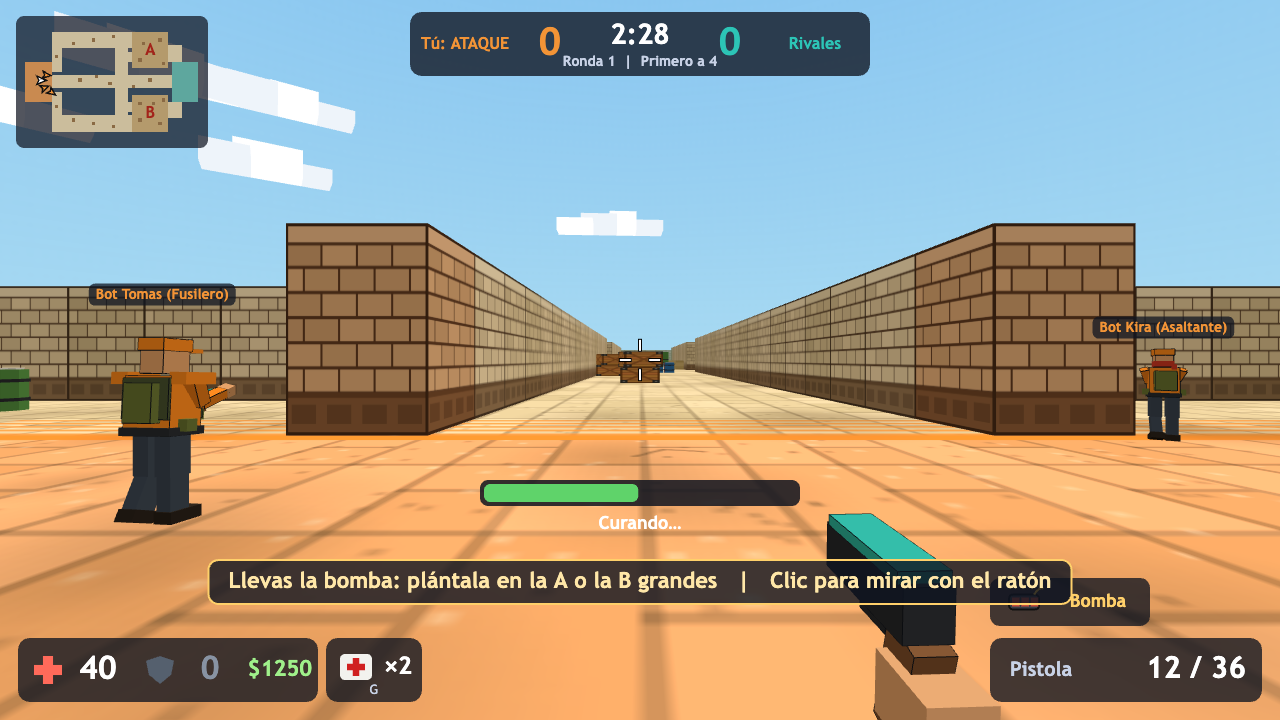 A
B
Tú: ATAQUE
0
2:28
0
Rivales
Ronda 1 | Primero a 4
Bot Tomas (Fusilero)
Bot Kira (Asaltante)
Curando...
Llevas la bomba: plántala en la A o la B grandes | Clic para mirar con el ratón
Bomba
40
0
$1250
×2
G
Pistola
12 / 36